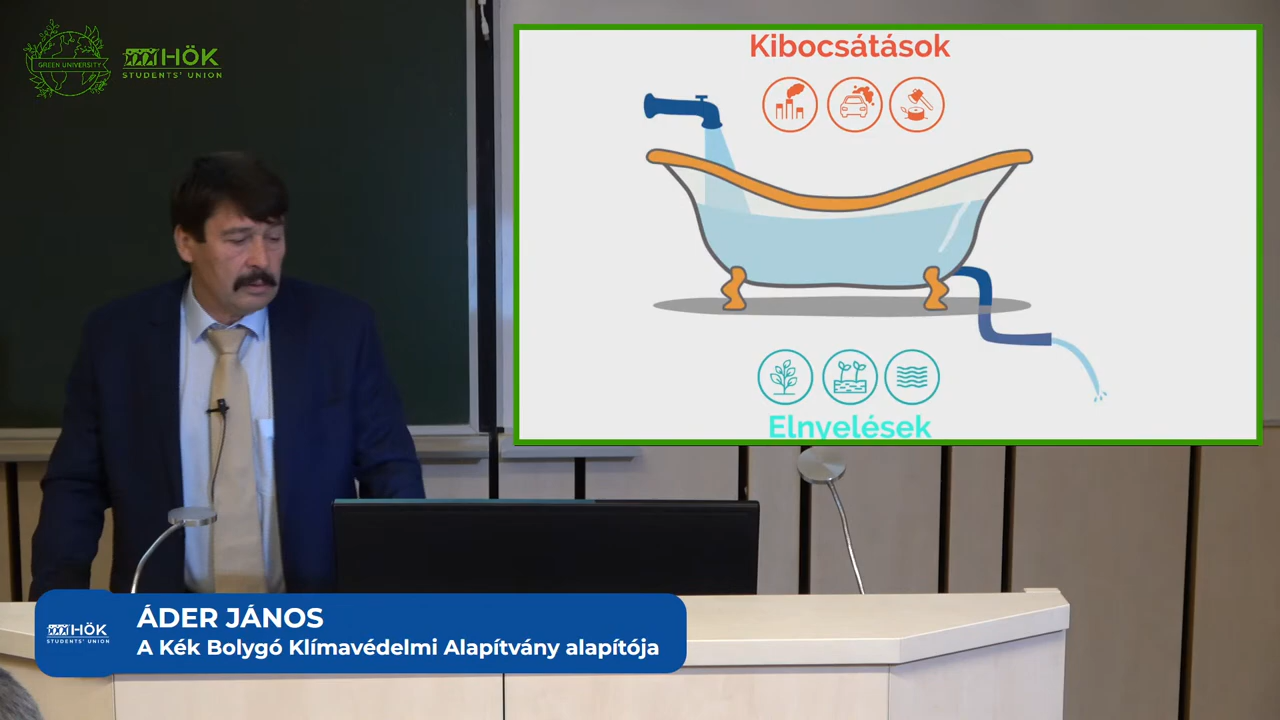 GREEN UNIVERSITY
HÖK
STUDENTS' UNION
Kibocsátások
Elnyelések
HÖK
STUDENTS' UNION
ÁDER JÁNOS
A Kék Bolygó Klímavédelmi Alapítvány alapítója